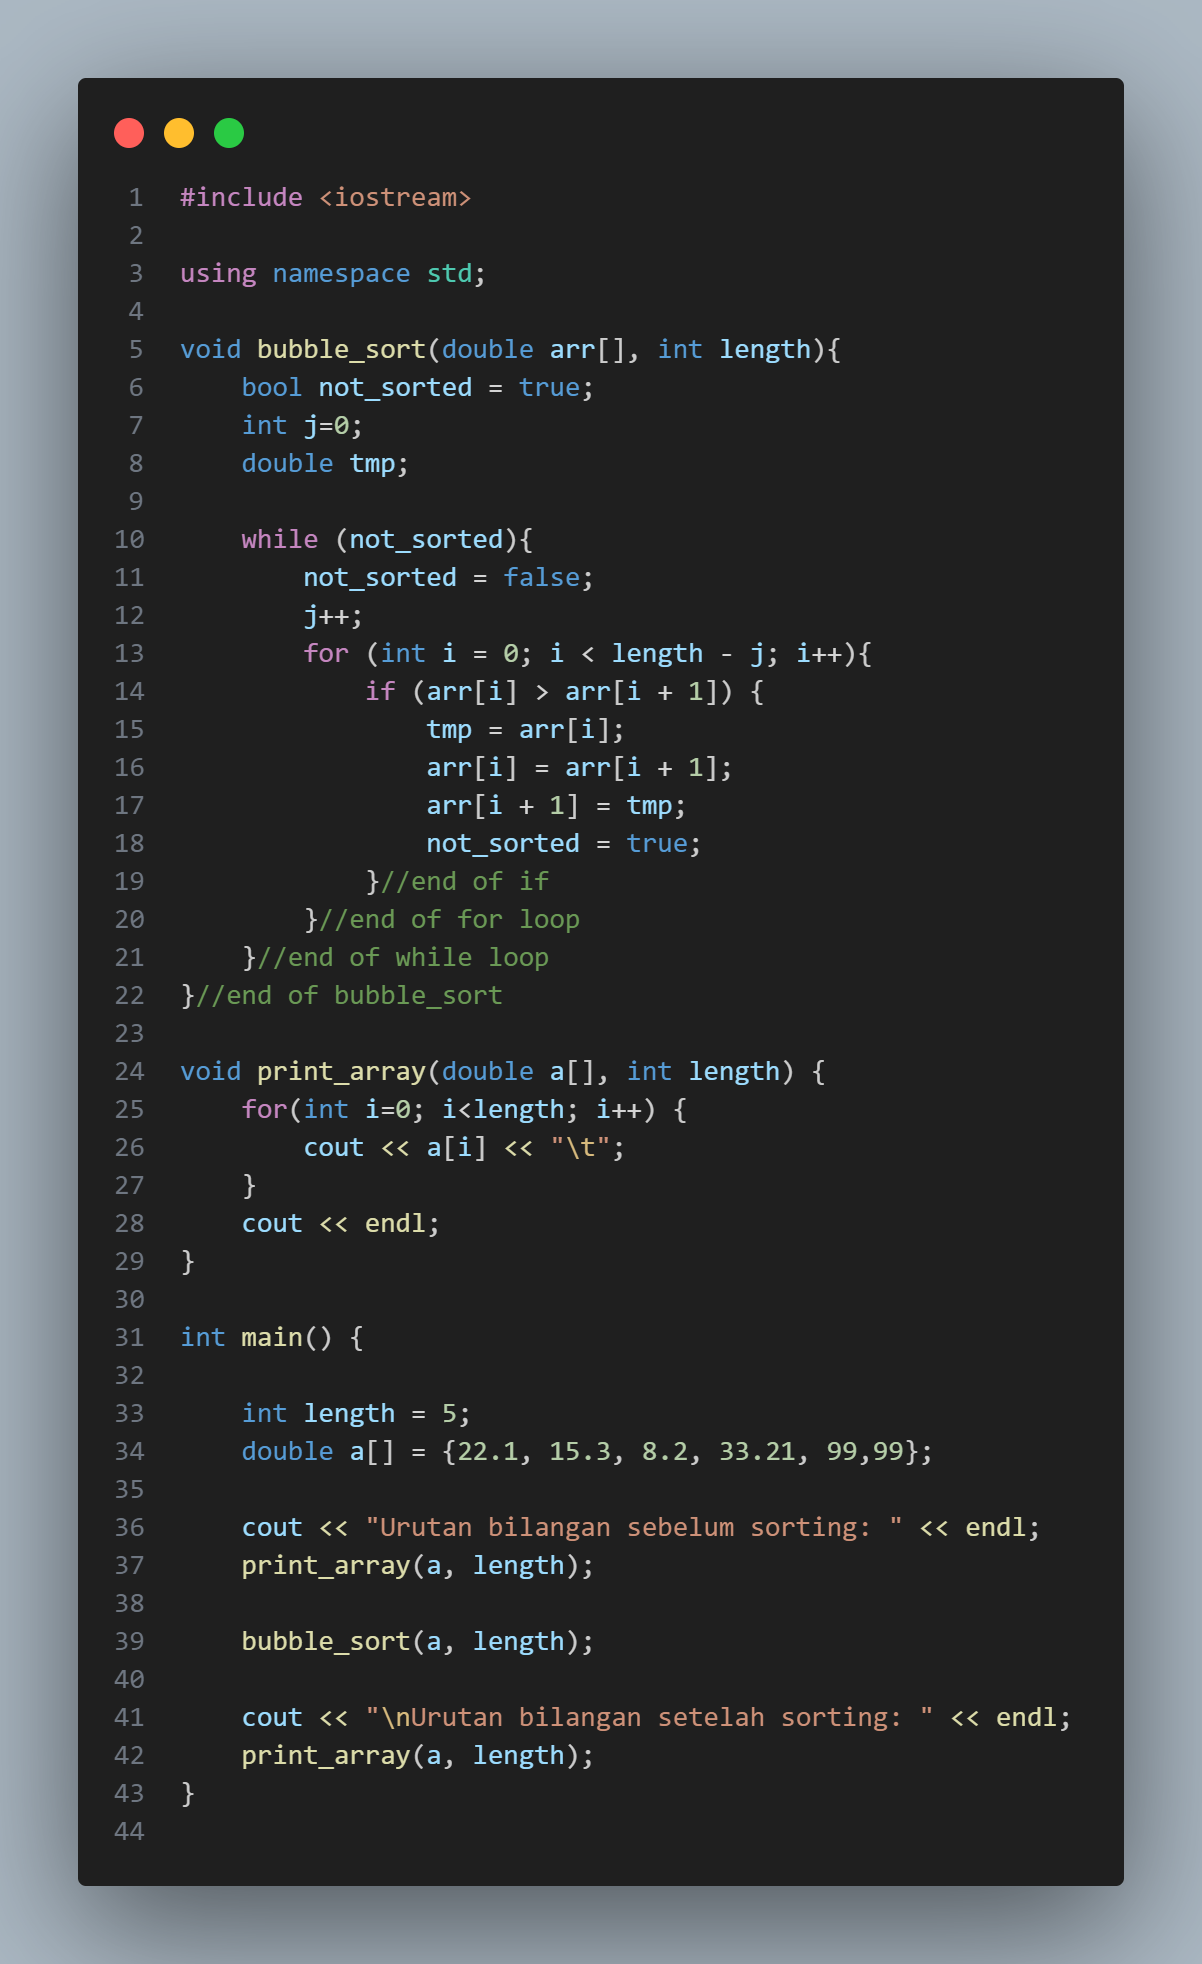 1 #include <iostream>
2
3 using namespace std;
4
5 void bubble_sort(double arr[], int length){
6     bool not_sorted = true;
7     int j=0;
8     double tmp;
9
10     while (not_sorted){
11         not_sorted = false;
12         j++;
13         for (int i = 0; i < length - j; i++){
14             if (arr[i] > arr[i + 1]) {
15                 tmp = arr[i];
16                 arr[i] = arr[i + 1];
17                 arr[i + 1] = tmp;
18                 not_sorted = true;
19             }//end of if
20         }//end of for loop
21     }//end of while loop
22 }//end of bubble_sort
23
24 void print_array(double a[], int length) {
25     for(int i=0; i<length; i++) {
26         cout << a[i] << "\t";
27     }
28     cout << endl;
29 }
30
31 int main() {
32
33     int length = 5;
34     double a[] = {22.1, 15.3, 8.2, 33.21, 99,99};
35
36     cout << "Urutan bilangan sebelum sorting: " << endl;
37     print_array(a, length);
38
39     bubble_sort(a, length);
40
41     cout << "\nUrutan bilangan setelah sorting: " << endl;
42     print_array(a, length);
43 }
44